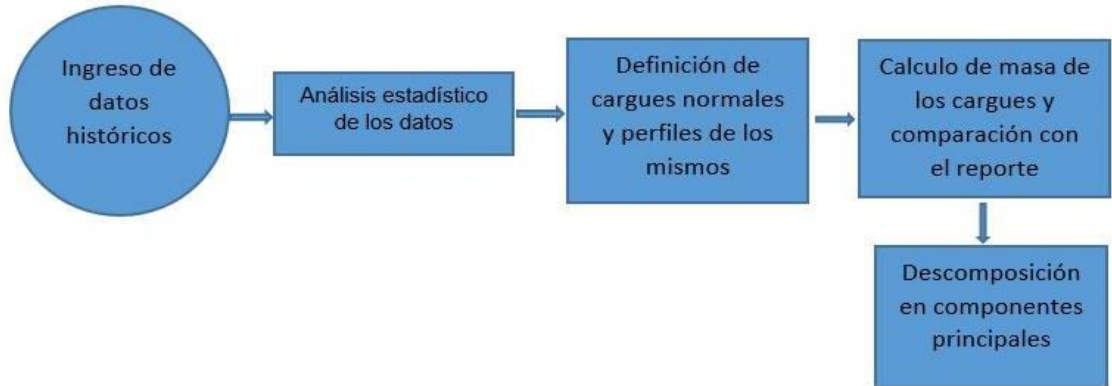 Ingreso de
datos
históricos
Análisis estadístico
de los datos
Definición de
cargues normales
y perfiles de los
mismos
Calculo de masa de
los cargues y
comparación con
el reporte
Descomposición
en componentes
principales